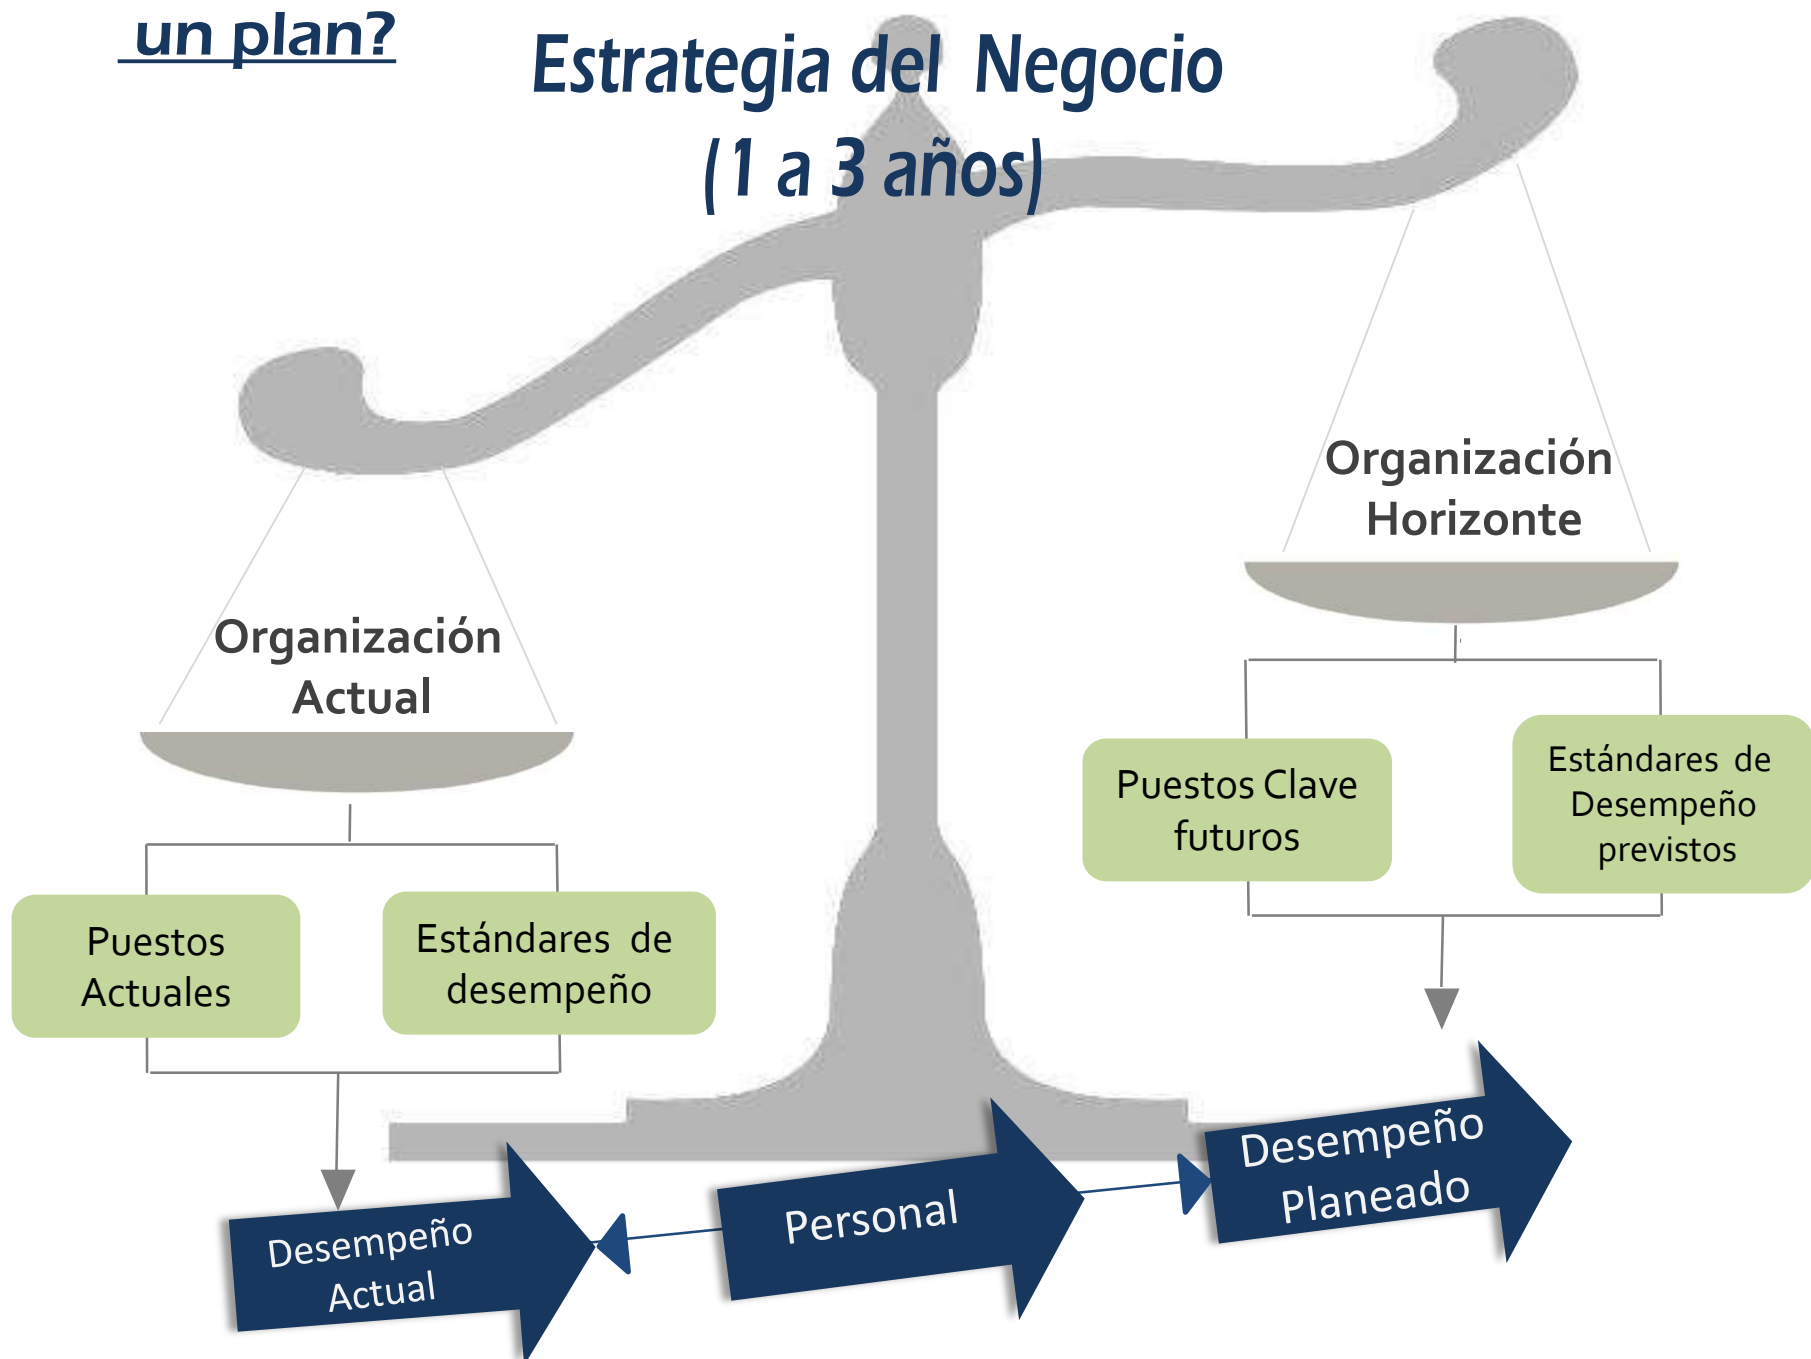 un plan?
Estrategia del Negocio
(1 a 3 años)
Organización
Horizonte
Organización
Actual
Puestos Clave
futuros
Estándares de
Desempeño
previstos
Puestos
Actuales
Estándares de
desempeño
Desempeño
Actual
Personal
Desempeño
Planeado